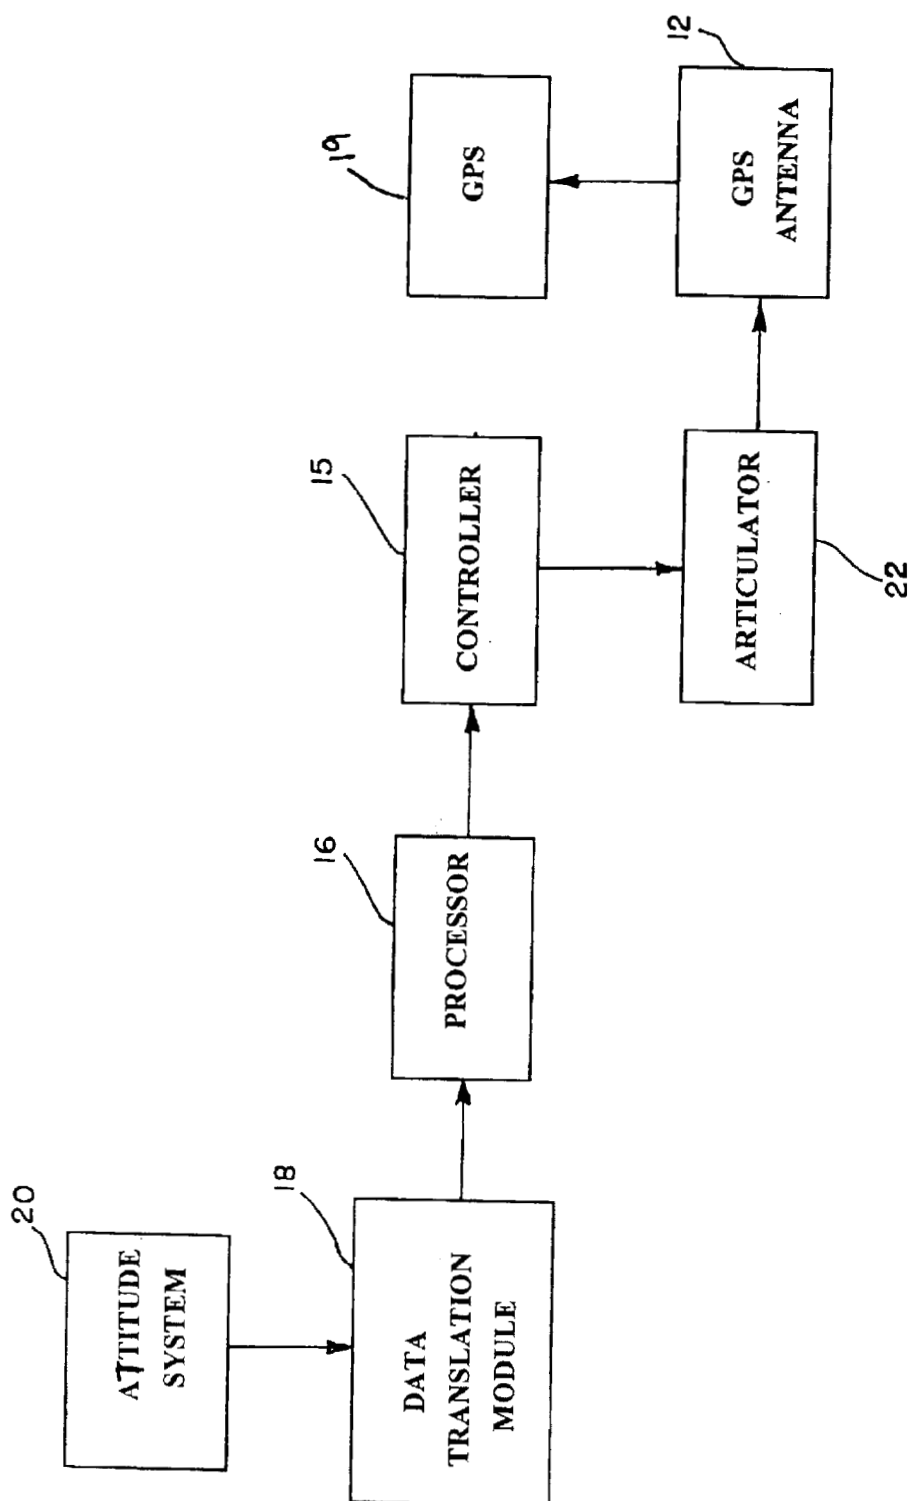 20
ATTITUDE
SYSTEM
18
DATA
TRANSLATION
MODULE
16
PROCESSOR
15
CONTROLLER
ARTICULATOR
22
19
GPS
12
GPS
ANTENNA